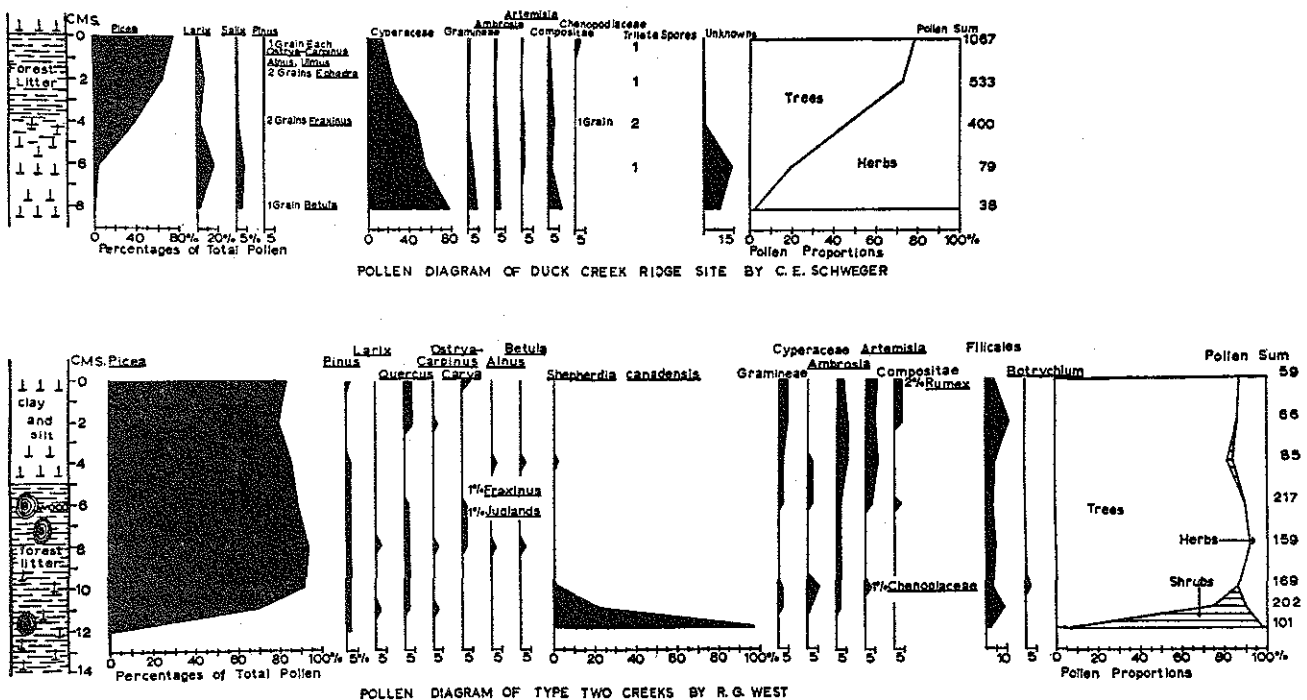 CMS.
Picea
Larix
Salix
Pinus
Cyperaceae
Gramineae
Ambrosia
Artemisia
Compositae
Chenopodiaceae
Trilete Spores
Unknowns
Pollen Sum
0
2
4
6
8
Forest
Litter
1 Grain Each
Ostrya-Carpinus
Alnus, Ulmus
2 Grains Ephedra
2 Grains Fraxinus
1 Grain Betula
1 Grain
1
1
2
1
Trees
Herbs
1067
533
400
79
38
0 40 80% 20% 5% 5
0 40 80 5 5 5 5 5
15
0 20 40 60 80 100%
Percentages of Total Pollen
Pollen Proportions
POLLEN DIAGRAM OF DUCK CREEK RIDGE SITE BY C. E. SCHWEGER
CMS.
Picea
Pinus
Larix
Quercus
Ostrya-
Carpinus
Carya
Alnus
Betula
Shepherdia canadensis
Gramineae
Cyperaceae
Ambrosia
Artemisia
Compositae
2% Rumex
Filicales
Botrychium
Pollen Sum
0
2
4
6
8
10
12
14
clay
and
silt
forest
litter
1% Fraxinus
1% Juglands
1% Chenopiaceae
Trees
Herbs
Shrubs
59
66
85
217
159
169
202
101
0 20 40 60 80 100% 5% 5 5 5 5 5 5
0 20 40 60 80 100% 5 5 5 5 5
10 5
0 20 40 60 80 100%
Percentages of Total Pollen
Pollen Proportions
POLLEN DIAGRAM OF TYPE TWO CREEKS BY R. G. WEST